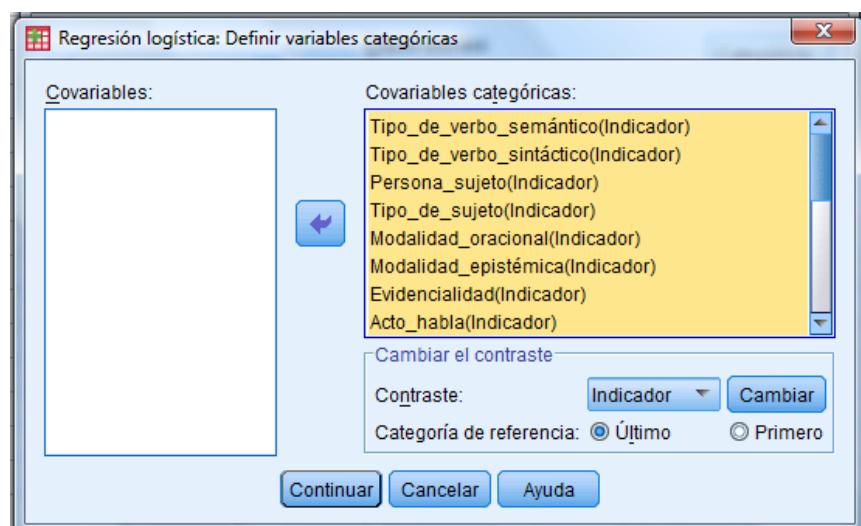 Regresión logística: Definir variables categóricas
Covariables:
Covariables categóricas:
Tipo_de_verbo_semántico(Indicador)
Tipo_de_verbo_sintáctico(Indicador)
Persona_sujeto(Indicador)
Tipo_de_sujeto(Indicador)
Modalidad_oracional(Indicador)
Modalidad_epistémica(Indicador)
Evidencialidad(Indicador)
Acto_habla(Indicador)
Cambiar el contraste
Contraste: Indicador Cambiar
Categoría de referencia: Último Primero
Continuar Cancelar Ayuda